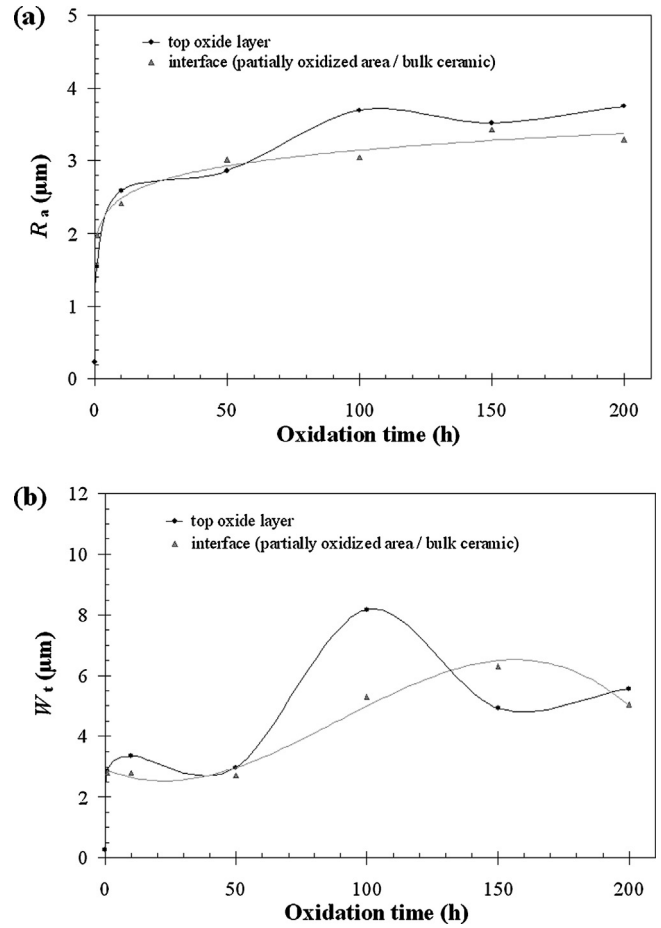 (a)
5
4
3
2
1
0
R a (μm)
top oxide layer
interface (partially oxidized area / bulk ceramic)
0 50 100 150 200
Oxidation time (h)
(b)
12
10
8
6
4
2
0
W t (μm)
top oxide layer
interface (partially oxidized area / bulk ceramic)
0 50 100 150 200
Oxidation time (h)